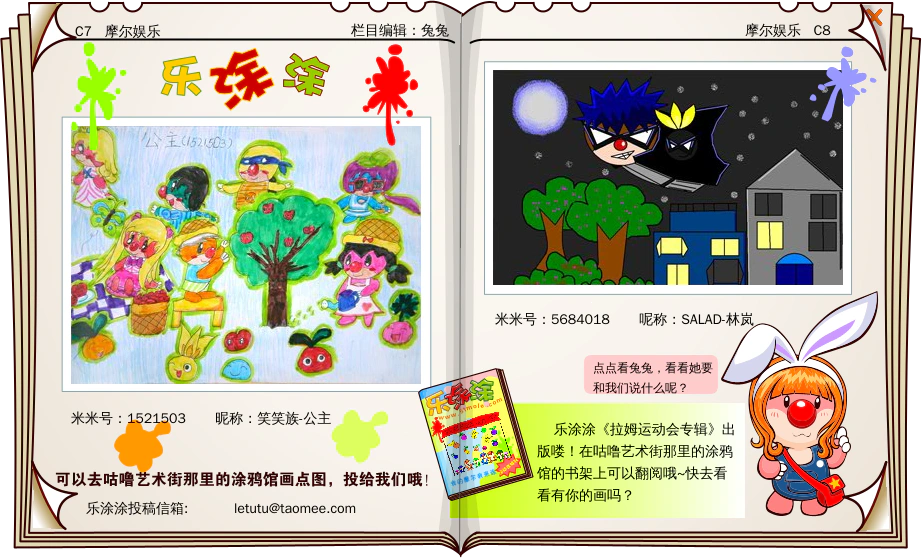 C7 摩尔娱乐
栏目编辑：兔兔
乐涂涂
公主(1521503)
米米号：1521503 昵称：笑笑族-公主
可以去咕噜艺术街那里的涂鸦馆画点图，投给我们哦！
乐涂涂投稿信箱: letutu@taomee.com
摩尔娱乐 C8
米米号：5684018 呢称：SALAD-林岚
点点看兔兔，看看她要
和我们说什么呢？
乐涂涂
乐涂涂《拉姆运动会专辑》出
版喽！在咕噜艺术街那里的涂鸦
馆的书架上可以翻阅哦~快去看
看有你的画吗？